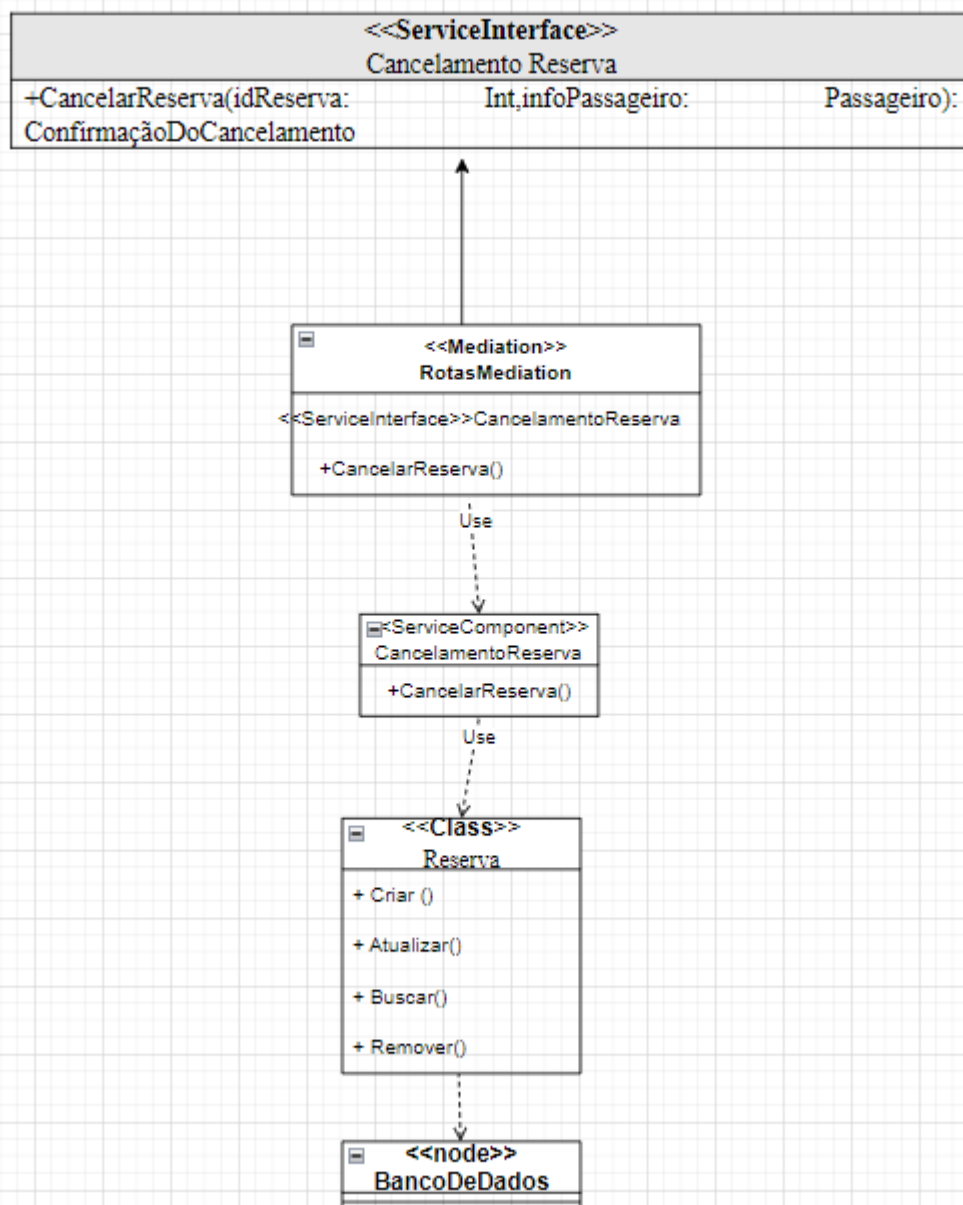 <<ServiceInterface>>
Cancelamento Reserva
+CancelarReserva(idReserva: Int,infoPassageiro: Passageiro):
ConfirmaçãoDoCancelamento
<<Mediation>>
RotasMediation
<<ServiceInterface>>CancelamentoReserva
+CancelarReserva()
Use
<ServiceComponent>>
CancelamentoReserva
+CancelarReserva()
Use
<<Class>>
Reserva
+ Criar ()
+ Atualizar()
+ Buscar()
+ Remover()
<<node>>
BancoDeDados